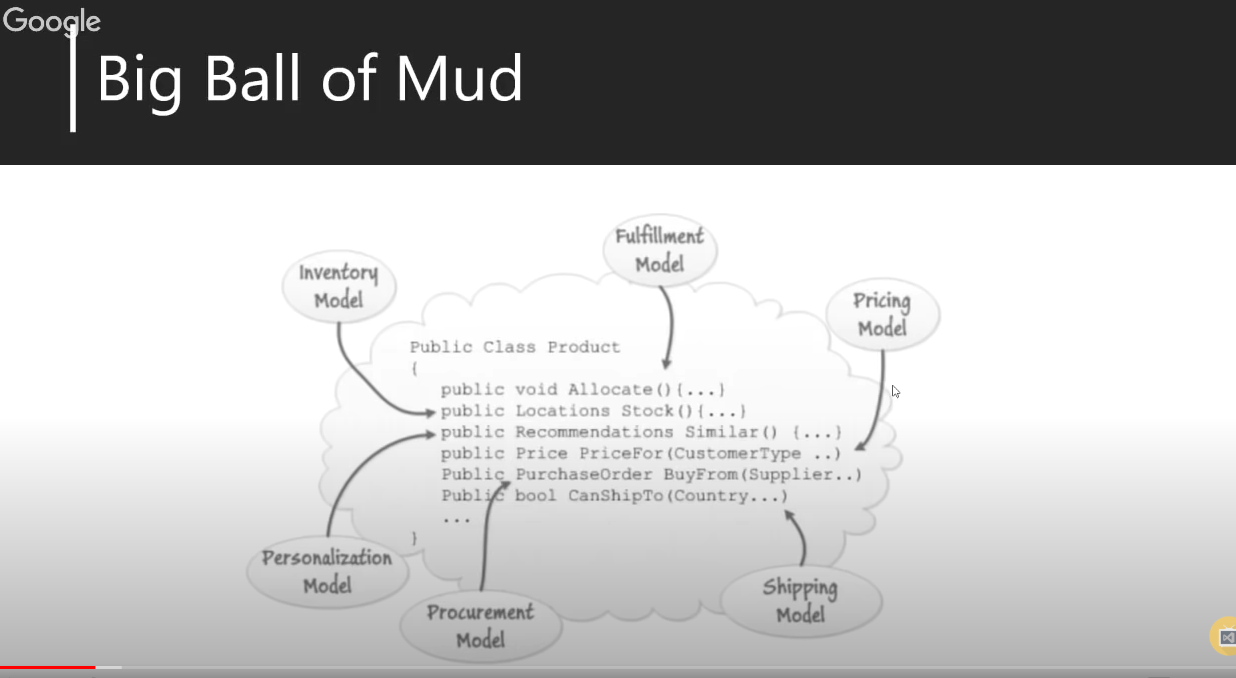 Google
Big Ball of Mud
Fulfillment
Model
Inventory
Model
Pricing
Model
Public Class Product
{
public void Allocate(){...}
public Locations Stock(){...}
public Recommendations Similar() {...}
public Price PriceFor(CustomerType ..)
Public PurchaseOrder BuyFrom(Supplier..)
Public bool CanShipTo(Country...)
...
}
Personalization
Model
Shipping
Model
Procurement
Model